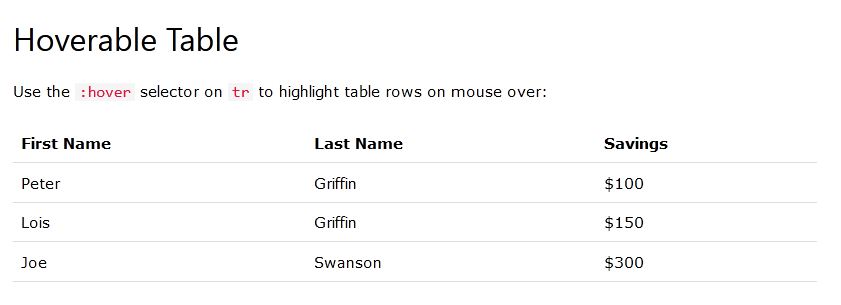 Hoverable Table
Use the :hover selector on tr to highlight table rows on mouse over:
First Name Last Name Savings
Peter Griffin $100
Lois Griffin $150
Joe Swanson $300